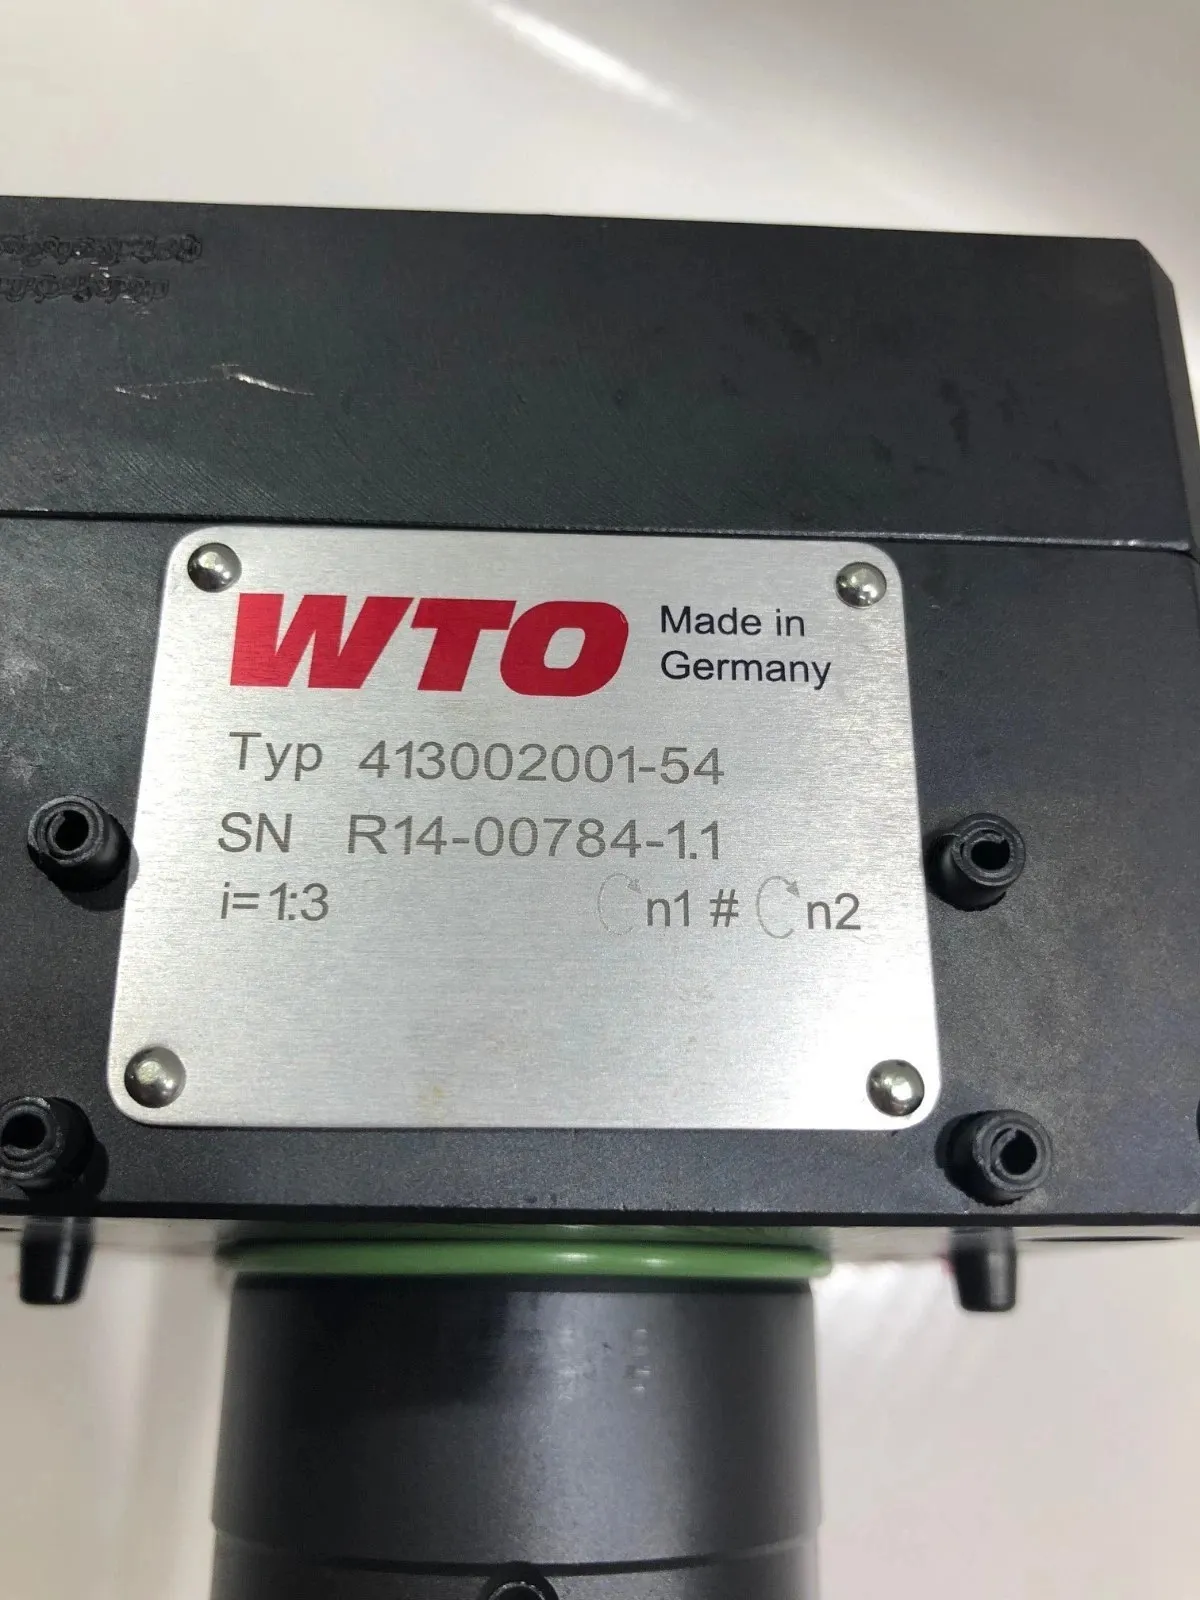 WTO Made in
Germany
Typ 413002001-54
SN R14-00784-1.1
i=1:3 n1 # n2